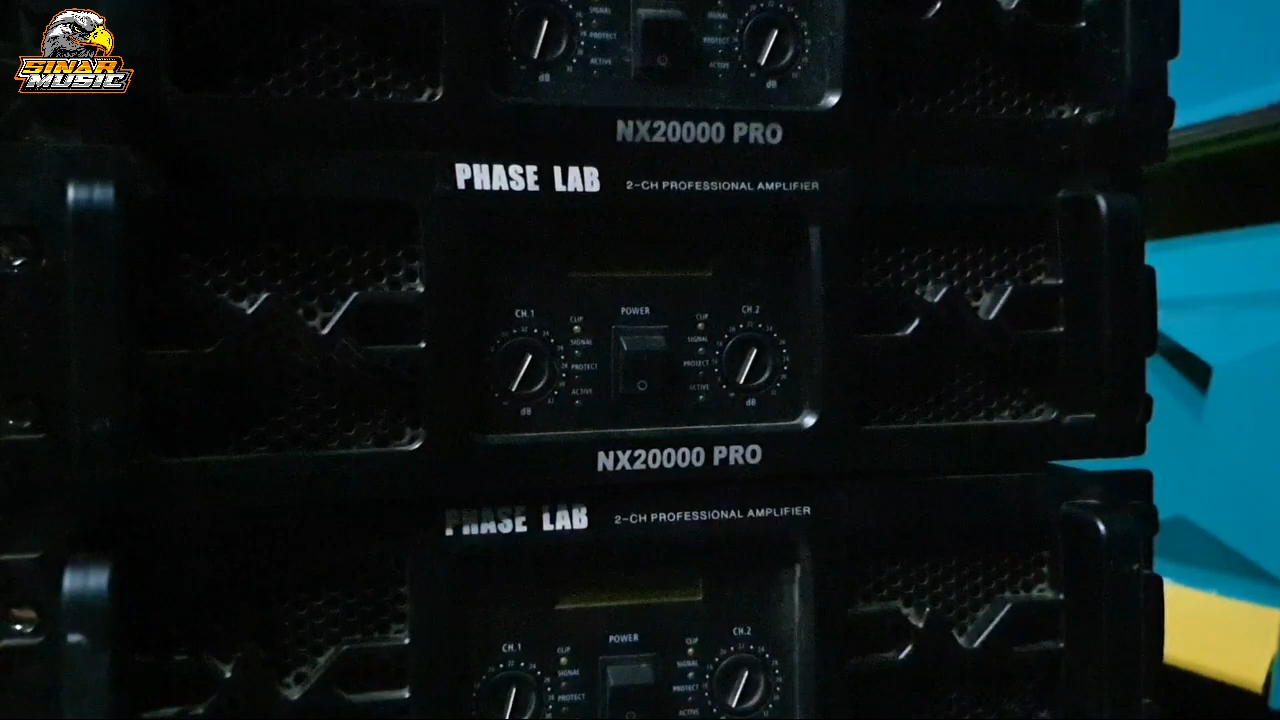 SINAR
MUSIC
SIGNAL
SIGNAL
PROTECT
PROTECT
ACTIVE
ACTIVE
dB
dB
NX20000 PRO
PHASE LAB
2-CH PROFESSIONAL AMPLIFIER
CH.1
POWER
CH.2
CLIP
CLIP
SIGNAL
SIGNAL
PROTECT
PROTECT
ACTIVE
ACTIVE
dB
dB
NX20000 PRO
PHASE LAB
2-CH PROFESSIONAL AMPLIFIER
CH.1
POWER
CH.2
CLIP
CLIP
SIGNAL
SIGNAL
PROTECT
PROTECT
ACTIVE